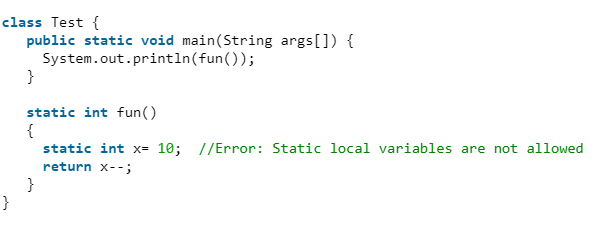 class Test {
   public static void main(String args[]) {
     System.out.println(fun());
   }

   static int fun()
   {
     static int x= 10;  //Error: Static local variables are not allowed
     return x--;
   }
}